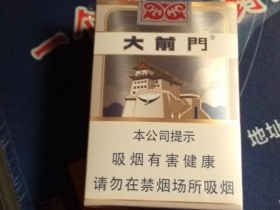 大前門
本公司提示
吸烟有害健康
请勿在禁烟场所吸烟
地址